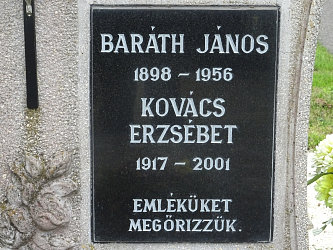 BARÁTH JÁNOS
1898 – 1956
KOVÁCS
ERZSÉBET
1917 – 2001
EMLÉKÜKET
MEGŐRIZZÜK.